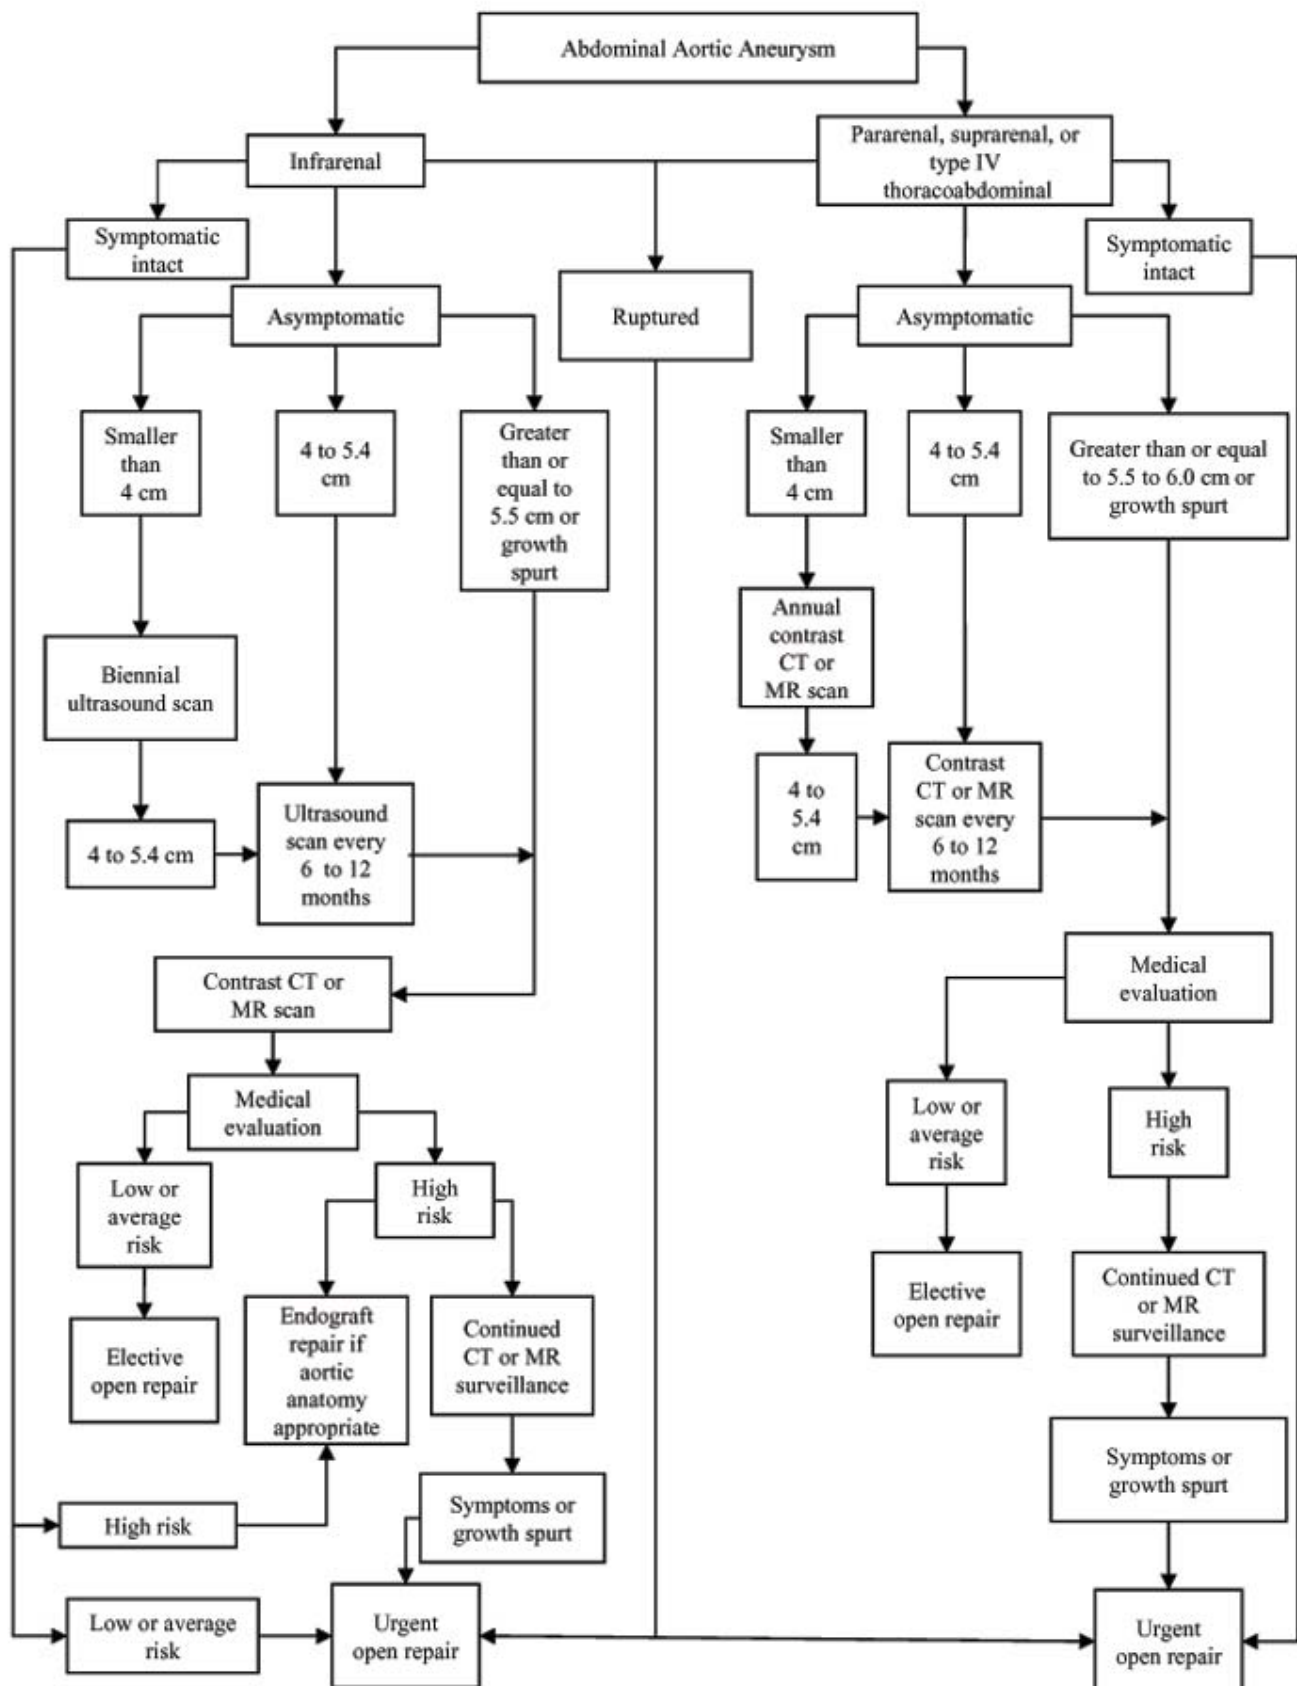 Abdominal Aortic Aneurysm
Infrarenal
Pararenal, suprarenal, or
type IV
thoracoabdominal
Symptomatic
intact
Symptomatic
intact
Asymptomatic
Ruptured
Asymptomatic
Smaller
than
4 cm
4 to 5.4
cm
Greater
than or
equal to
5.5 cm or
growth
spurt
Smaller
than
4 cm
4 to 5.4
cm
Greater than or equal
to 5.5 to 6.0 cm or
growth spurt
Biennial
ultrasound scan
Annual
contrast
CT or
MR scan
4 to 5.4 cm
Ultrasound
scan every
6 to 12
months
4 to
5.4
cm
Contrast
CT or MR
scan every
6 to 12
months
Contrast CT or
MR scan
Medical
evaluation
Medical
evaluation
Low or
average
risk
High
risk
Low or
average
risk
High
risk
Elective
open repair
Endograft
repair if
aortic
anatomy
appropriate
Continued
CT or MR
surveillance
Elective
open repair
Continued CT
or MR
surveillance
High risk
Symptoms or
growth spurt
Symptoms or
growth spurt
Low or average
risk
Urgent
open repair
Urgent
open repair